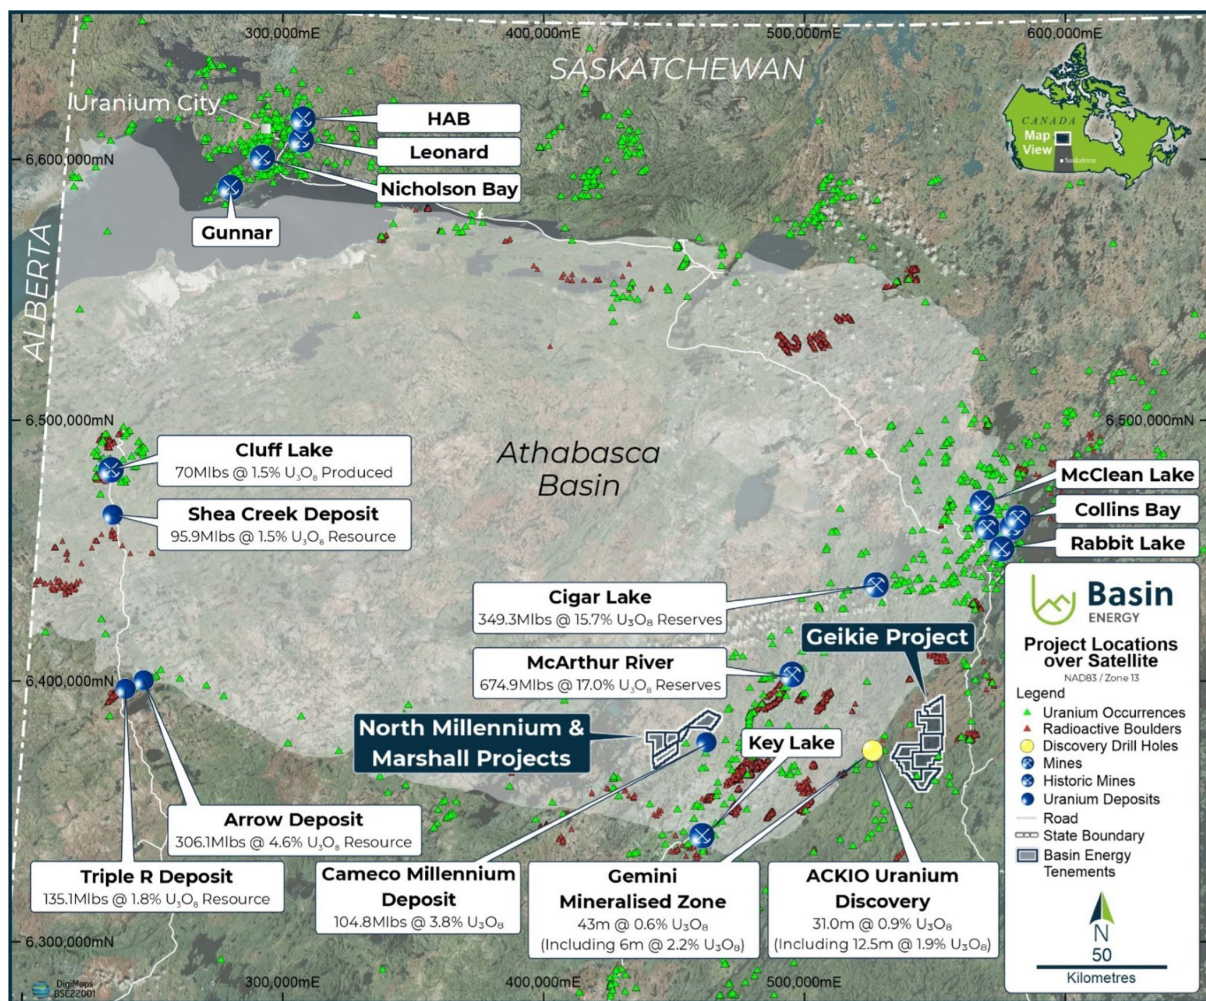 300,000mE
400,000mE
500,000mE
600,000mE
SASKATCHEWAN
Uranium City
HAB
Leonard
Nicholson Bay
Gunnar
CANADA
Map
View
Saskatoon
6,600,000mN
ALBERTA
6,500,000mN
6,500,000mN
Athabasca
Basin
Cluff Lake
70Mlbs @ 1.5% U₃O₈ Produced
Shea Creek Deposit
95.9Mlbs @ 1.5% U₃O₈ Resource
McClean Lake
Collins Bay
Rabbit Lake
Cigar Lake
349.3Mlbs @ 15.7% U₃O₈ Reserves
McArthur River
674.9Mlbs @ 17.0% U₃O₈ Reserves
Geikie Project
6,400,000mN
North Millennium &
Marshall Projects
Key Lake
Arrow Deposit
306.1Mlbs @ 4.6% U₃O₈ Resource
Triple R Deposit
135.1Mlbs @ 1.8% U₃O₈ Resource
Cameco Millennium
Deposit
104.8Mlbs @ 3.8% U₃O₈
Gemini
Mineralised Zone
43m @ 0.6% U₃O₈
(Including 6m @ 2.2% U₃O₈)
ACKIO Uranium
Discovery
31.0m @ 0.9% U₃O₈
(Including 12.5m @ 1.9% U₃O₈)
Basin
ENERGY
Project Locations
over Satellite
NAD83 / Zone 13
Legend
Uranium Occurrences
Radioactive Boulders
Discovery Drill Holes
Mines
Historic Mines
Uranium Deposits
Road
State Boundary
Basin Energy
Tenements
N
50
Kilometres
6,300,000mN
300,000mE
400,000mE
500,000mE
DigiMaps
BSE22001